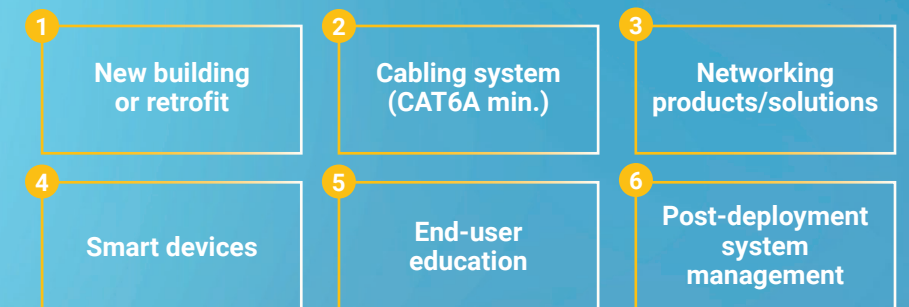 1
New building
or retrofit
2
Cabling system
(CAT6A min.)
3
Networking
products/solutions
4
Smart devices
5
End-user
education
6
Post-deployment
system
management